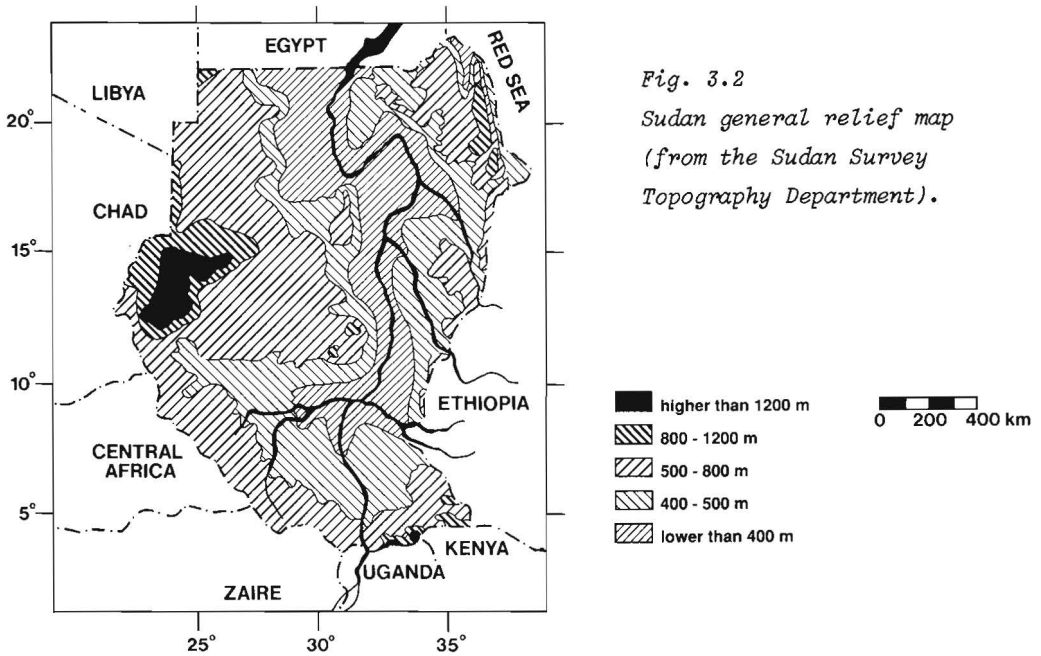 EGYPT
RED SEA
LIBYA
20°
CHAD
15°
10°
ETHIOPIA
CENTRAL
AFRICA
5°
KENYA
UGANDA
ZAIRE
25°
30°
35°
Fig. 3.2
Sudan general relief map
(from the Sudan Survey
Topography Department).
higher than 1200 m
800 - 1200 m
500 - 800 m
400 - 500 m
lower than 400 m
0 200 400 km